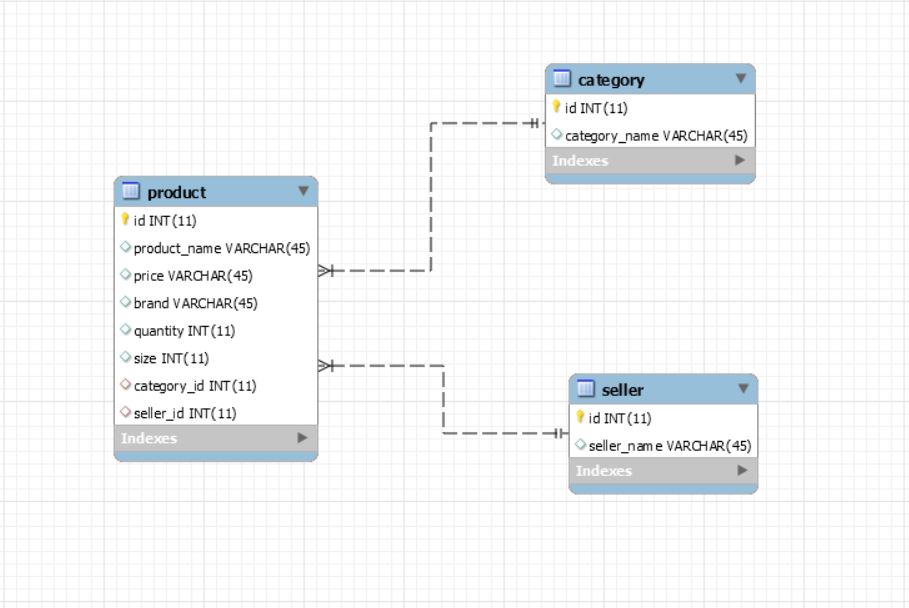 category
id INT(11)
category_name VARCHAR(45)
Indexes
product
id INT(11)
product_name VARCHAR(45)
price VARCHAR(45)
brand VARCHAR(45)
quantity INT(11)
size INT(11)
category_id INT(11)
seller_id INT(11)
Indexes
seller
id INT(11)
seller_name VARCHAR(45)
Indexes